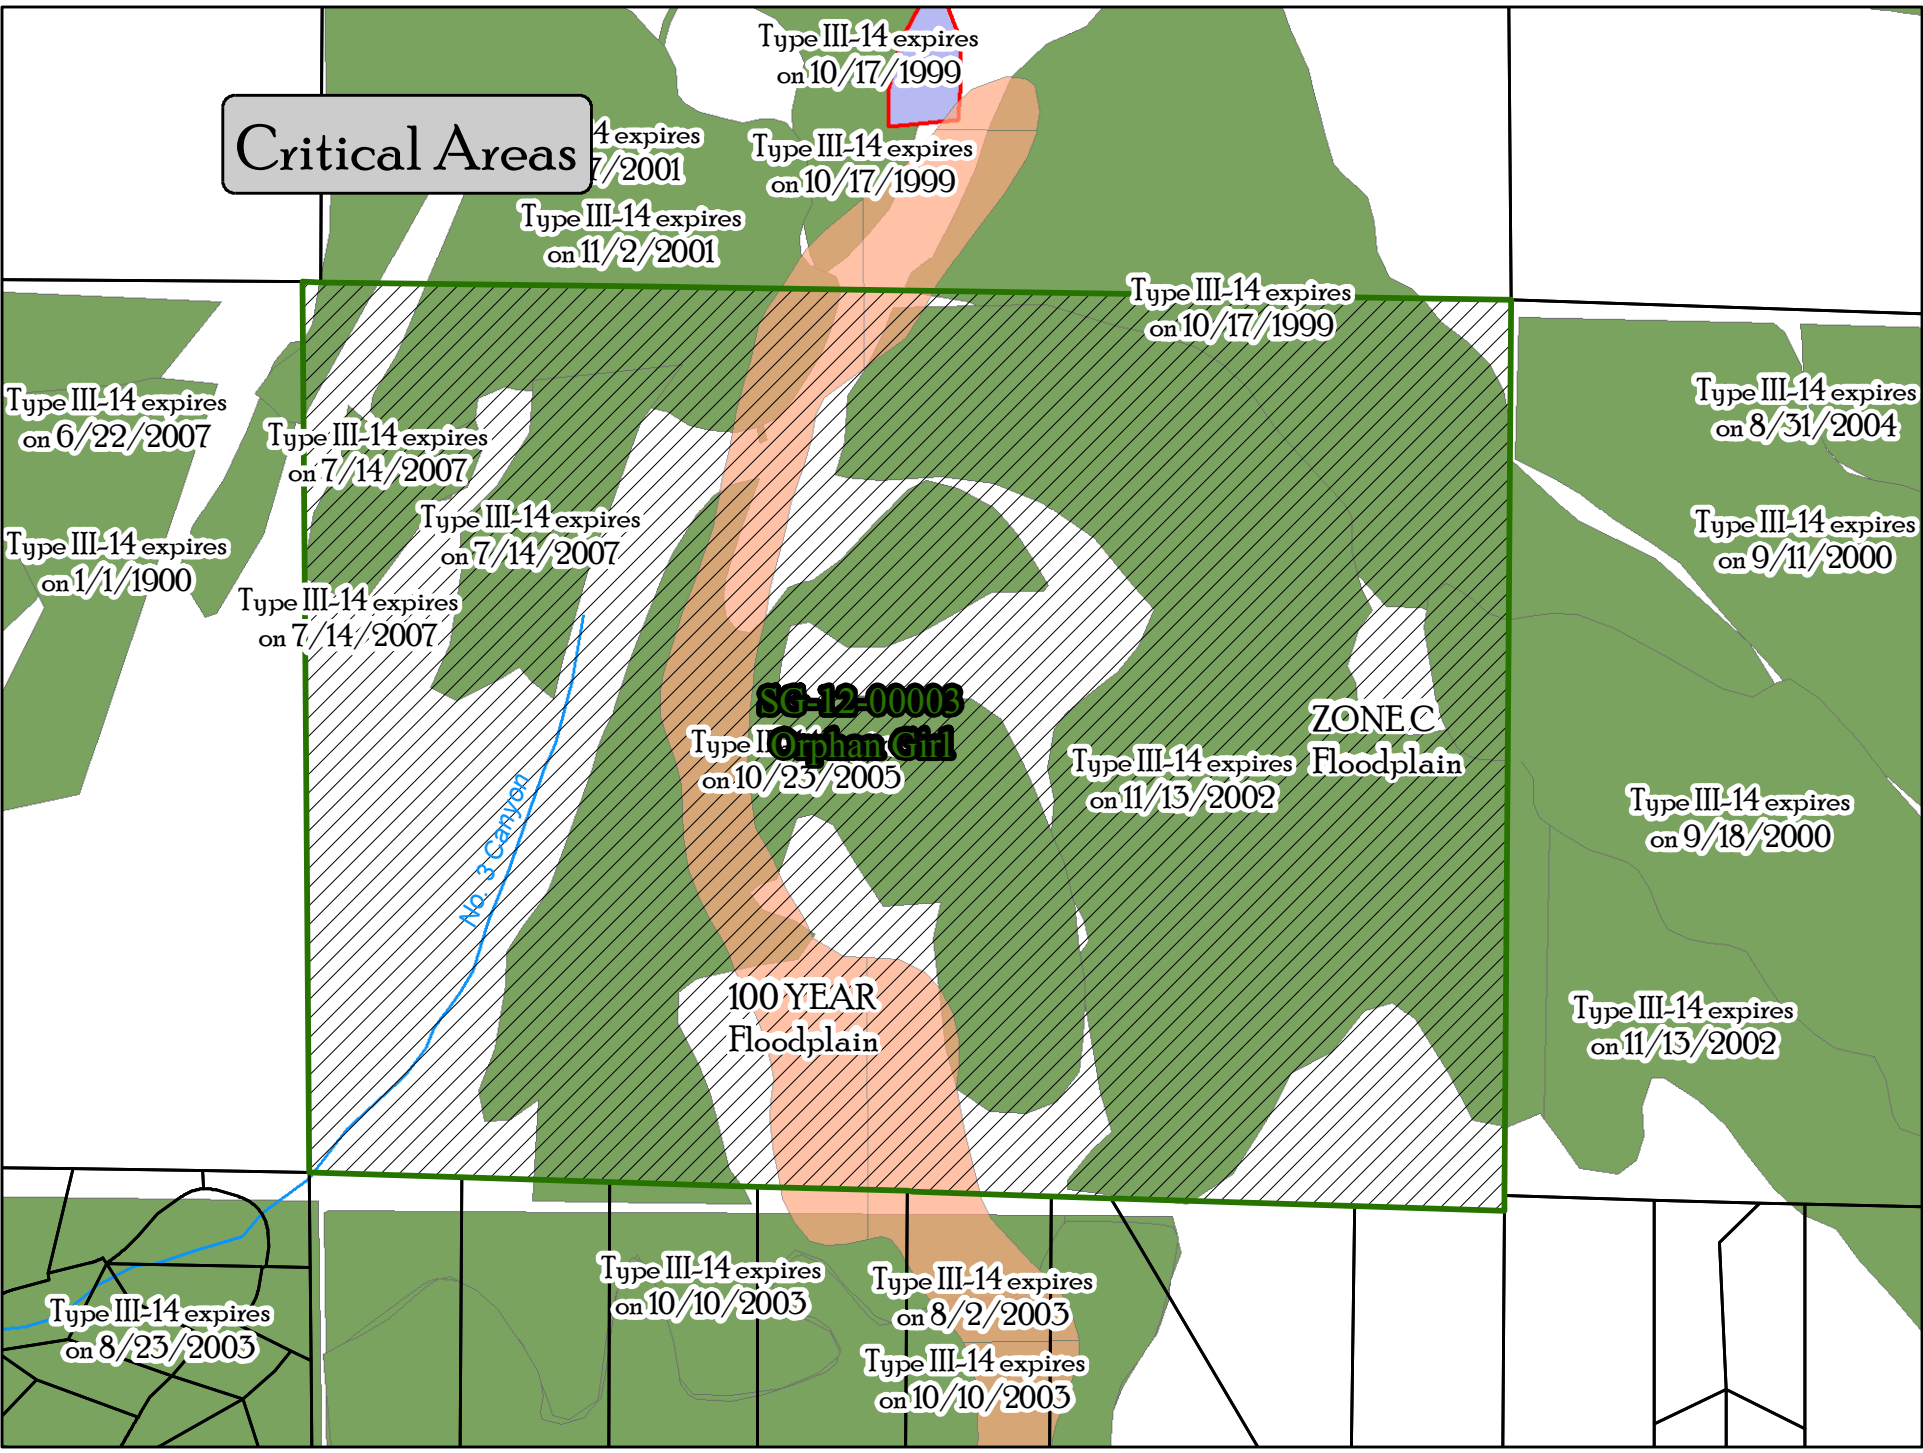 Type III-14 expires
on 10/17/1999
Critical Areas
4 expires
7/2001
Type III-14 expires
on 10/17/1999
Type III-14 expires
on 11/2/2001
Type III-14 expires
on 10/17/1999
Type III-14 expires
on 6/22/2007
Type III-14 expires
on 7/14/2007
Type III-14 expires
on 8/31/2004
Type III-14 expires
on 7/14/2007
Type III-14 expires
on 9/11/2000
Type III-14 expires
on 1/1/1900
Type III-14 expires
on 7/14/2007
SG-12-00003
Orphan Girl
Type II
on 10/23/2005
ZONE C
Floodplain
Type III-14 expires
on 11/13/2002
No. 3 Canyon
Type III-14 expires
on 9/18/2000
100 YEAR
Floodplain
Type III-14 expires
on 11/13/2002
Type III-14 expires
on 10/10/2003
Type III-14 expires
on 8/2/2003
Type III-14 expires
on 8/23/2003
Type III-14 expires
on 10/10/2003